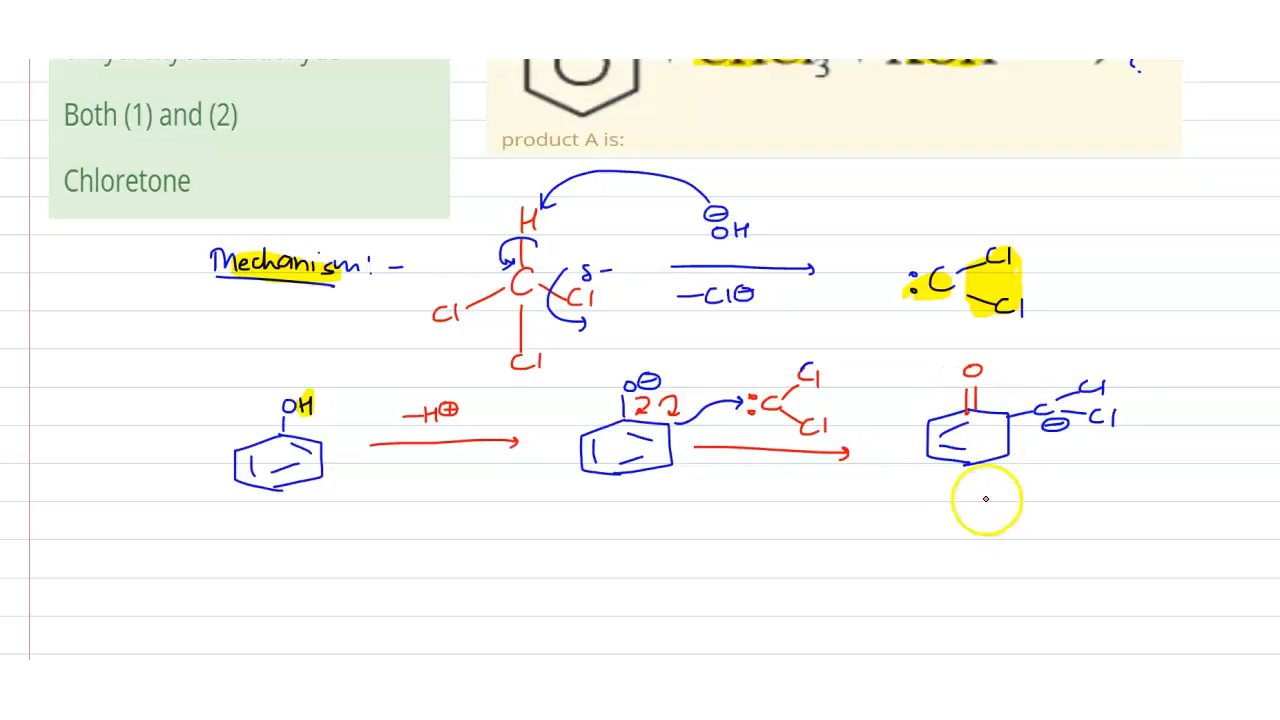 Both (1) and (2)
Chloretone
product A is:
Mechanism:-
H
⊖
OH
C
δ-
Cl
Cl
Cl
-Cl⊖
:C
Cl
Cl
OH
-H⊕
O⊖
:C
Cl
Cl
O
C
⊖
Cl
Cl